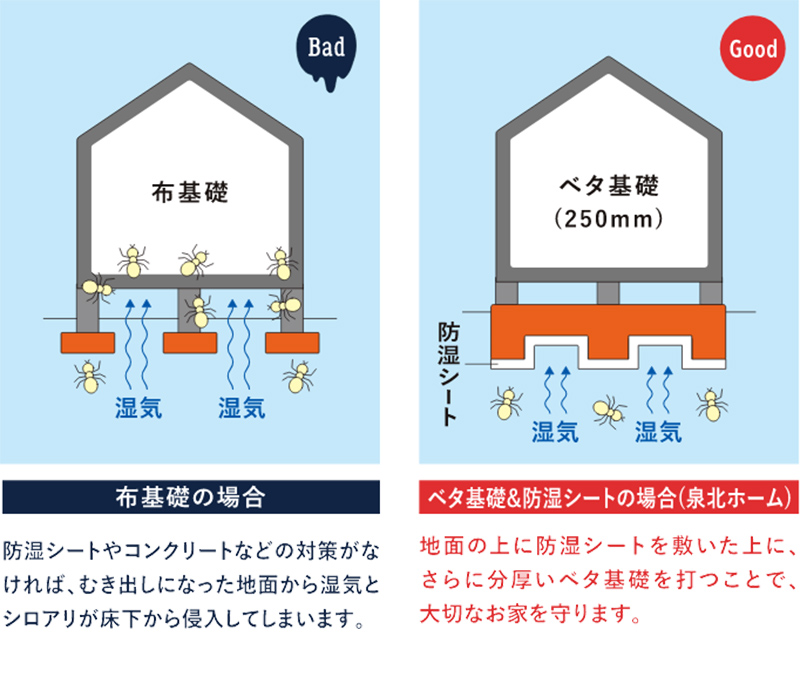 Bad
布基礎
湿気
湿気
布基礎の場合
防湿シートやコンクリートなどの対策がな
ければ、むき出しになった地面から湿気と
シロアリが床下から侵入してしまいます。
Good
ベタ基礎
(250mm)
防湿シート
湿気
湿気
ベタ基礎&防湿シートの場合(泉北ホーム)
地面の上に防湿シートを敷いた上に、
さらに分厚いベタ基礎を打つことで、
大切なお家を守ります。